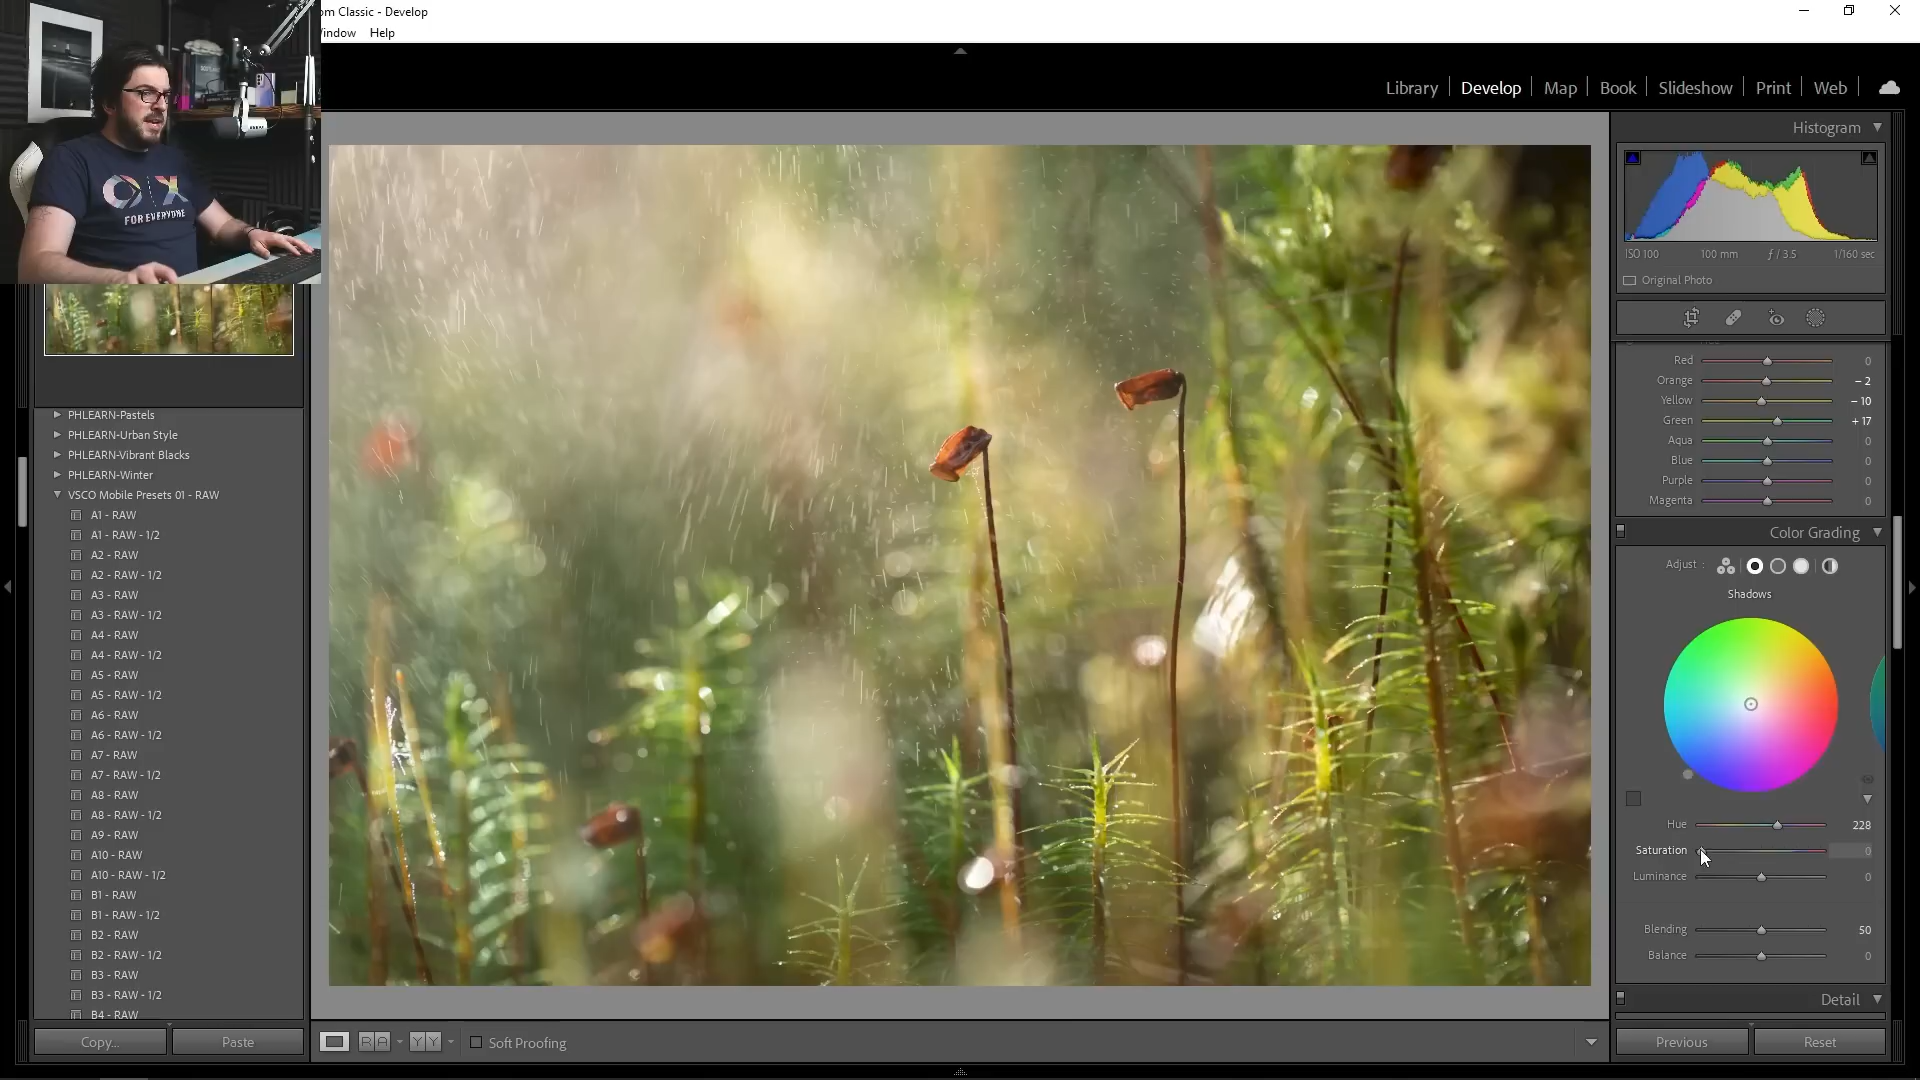 om Classic - Develop
Window Help
FOR EVERYONE
Library Develop Map Book Slideshow Print Web
Histogram
ISO 100 100 mm ƒ / 3.5 1/160 sec
Original Photo
Red 0
Orange - 2
Yellow - 10
Green + 17
Aqua 0
Blue 0
Purple 0
Magenta 0
Color Grading
Adjust :
Shadows
Hue 228
Saturation 0
Luminance 0
Blending 50
Balance 0
Detail
Previous Reset
PHLEARN-Pastels
PHLEARN-Urban Style
PHLEARN-Vibrant Blacks
PHLEARN-Winter
VSCO Mobile Presets 01 - RAW
A1 - RAW
A1 - RAW - 1/2
A2 - RAW
A2 - RAW - 1/2
A3 - RAW
A3 - RAW - 1/2
A4 - RAW
A4 - RAW - 1/2
A5 - RAW
A5 - RAW - 1/2
A6 - RAW
A6 - RAW - 1/2
A7 - RAW
A7 - RAW - 1/2
A8 - RAW
A8 - RAW - 1/2
A9 - RAW
A10 - RAW
A10 - RAW - 1/2
B1 - RAW
B1 - RAW - 1/2
B2 - RAW
B2 - RAW - 1/2
B3 - RAW
B3 - RAW - 1/2
B4 - RAW
Copy... Paste
R A Y Y Soft Proofing